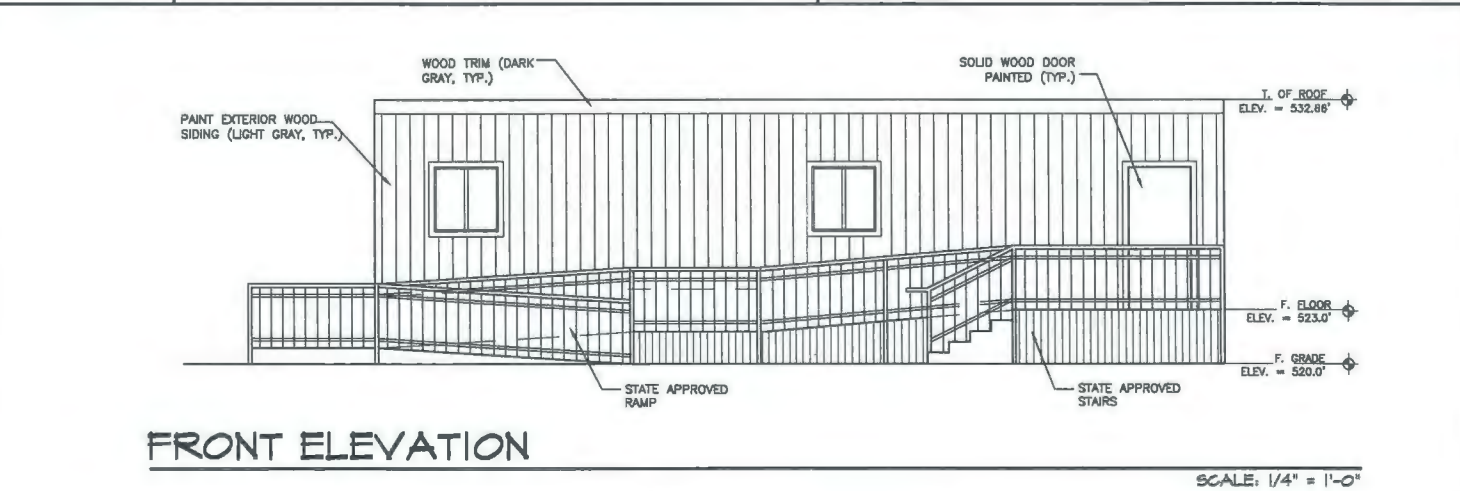 WOOD TRIM (DARK
GRAY, TYP.)
SOLID WOOD DOOR
PAINTED (TYP.)
T. OF ROOF
ELEV. = 532.86'
PAINT EXTERIOR WOOD
SIDING (LIGHT GRAY, TYP.)
F. FLOOR
ELEV. = 523.0'
F. GRADE
ELEV. = 520.0'
STATE APPROVED
RAMP
STATE APPROVED
STAIRS
FRONT ELEVATION
SCALE: 1/4" = 1'-0"